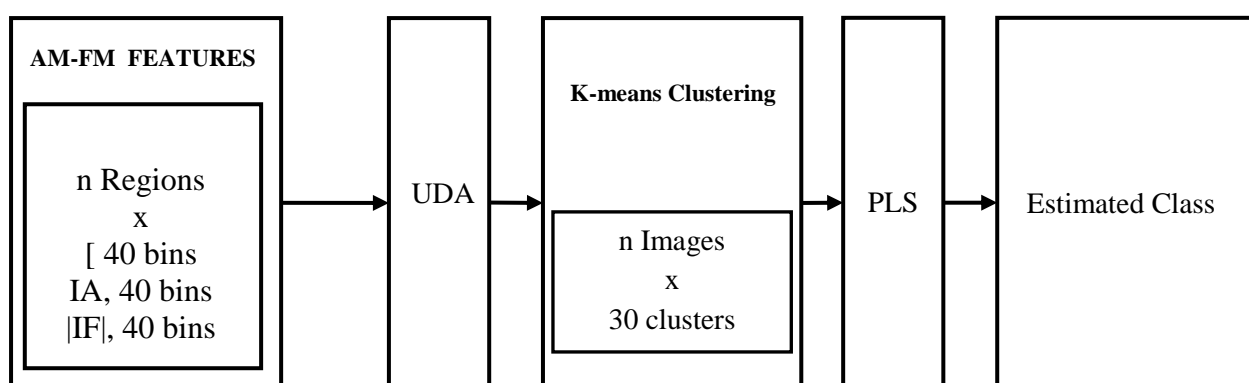 AM-FM FEATURES
n Regions
x
[ 40 bins
IA, 40 bins
|IF|, 40 bins
UDA
K-means Clustering
n Images
x
30 clusters
PLS
Estimated Class